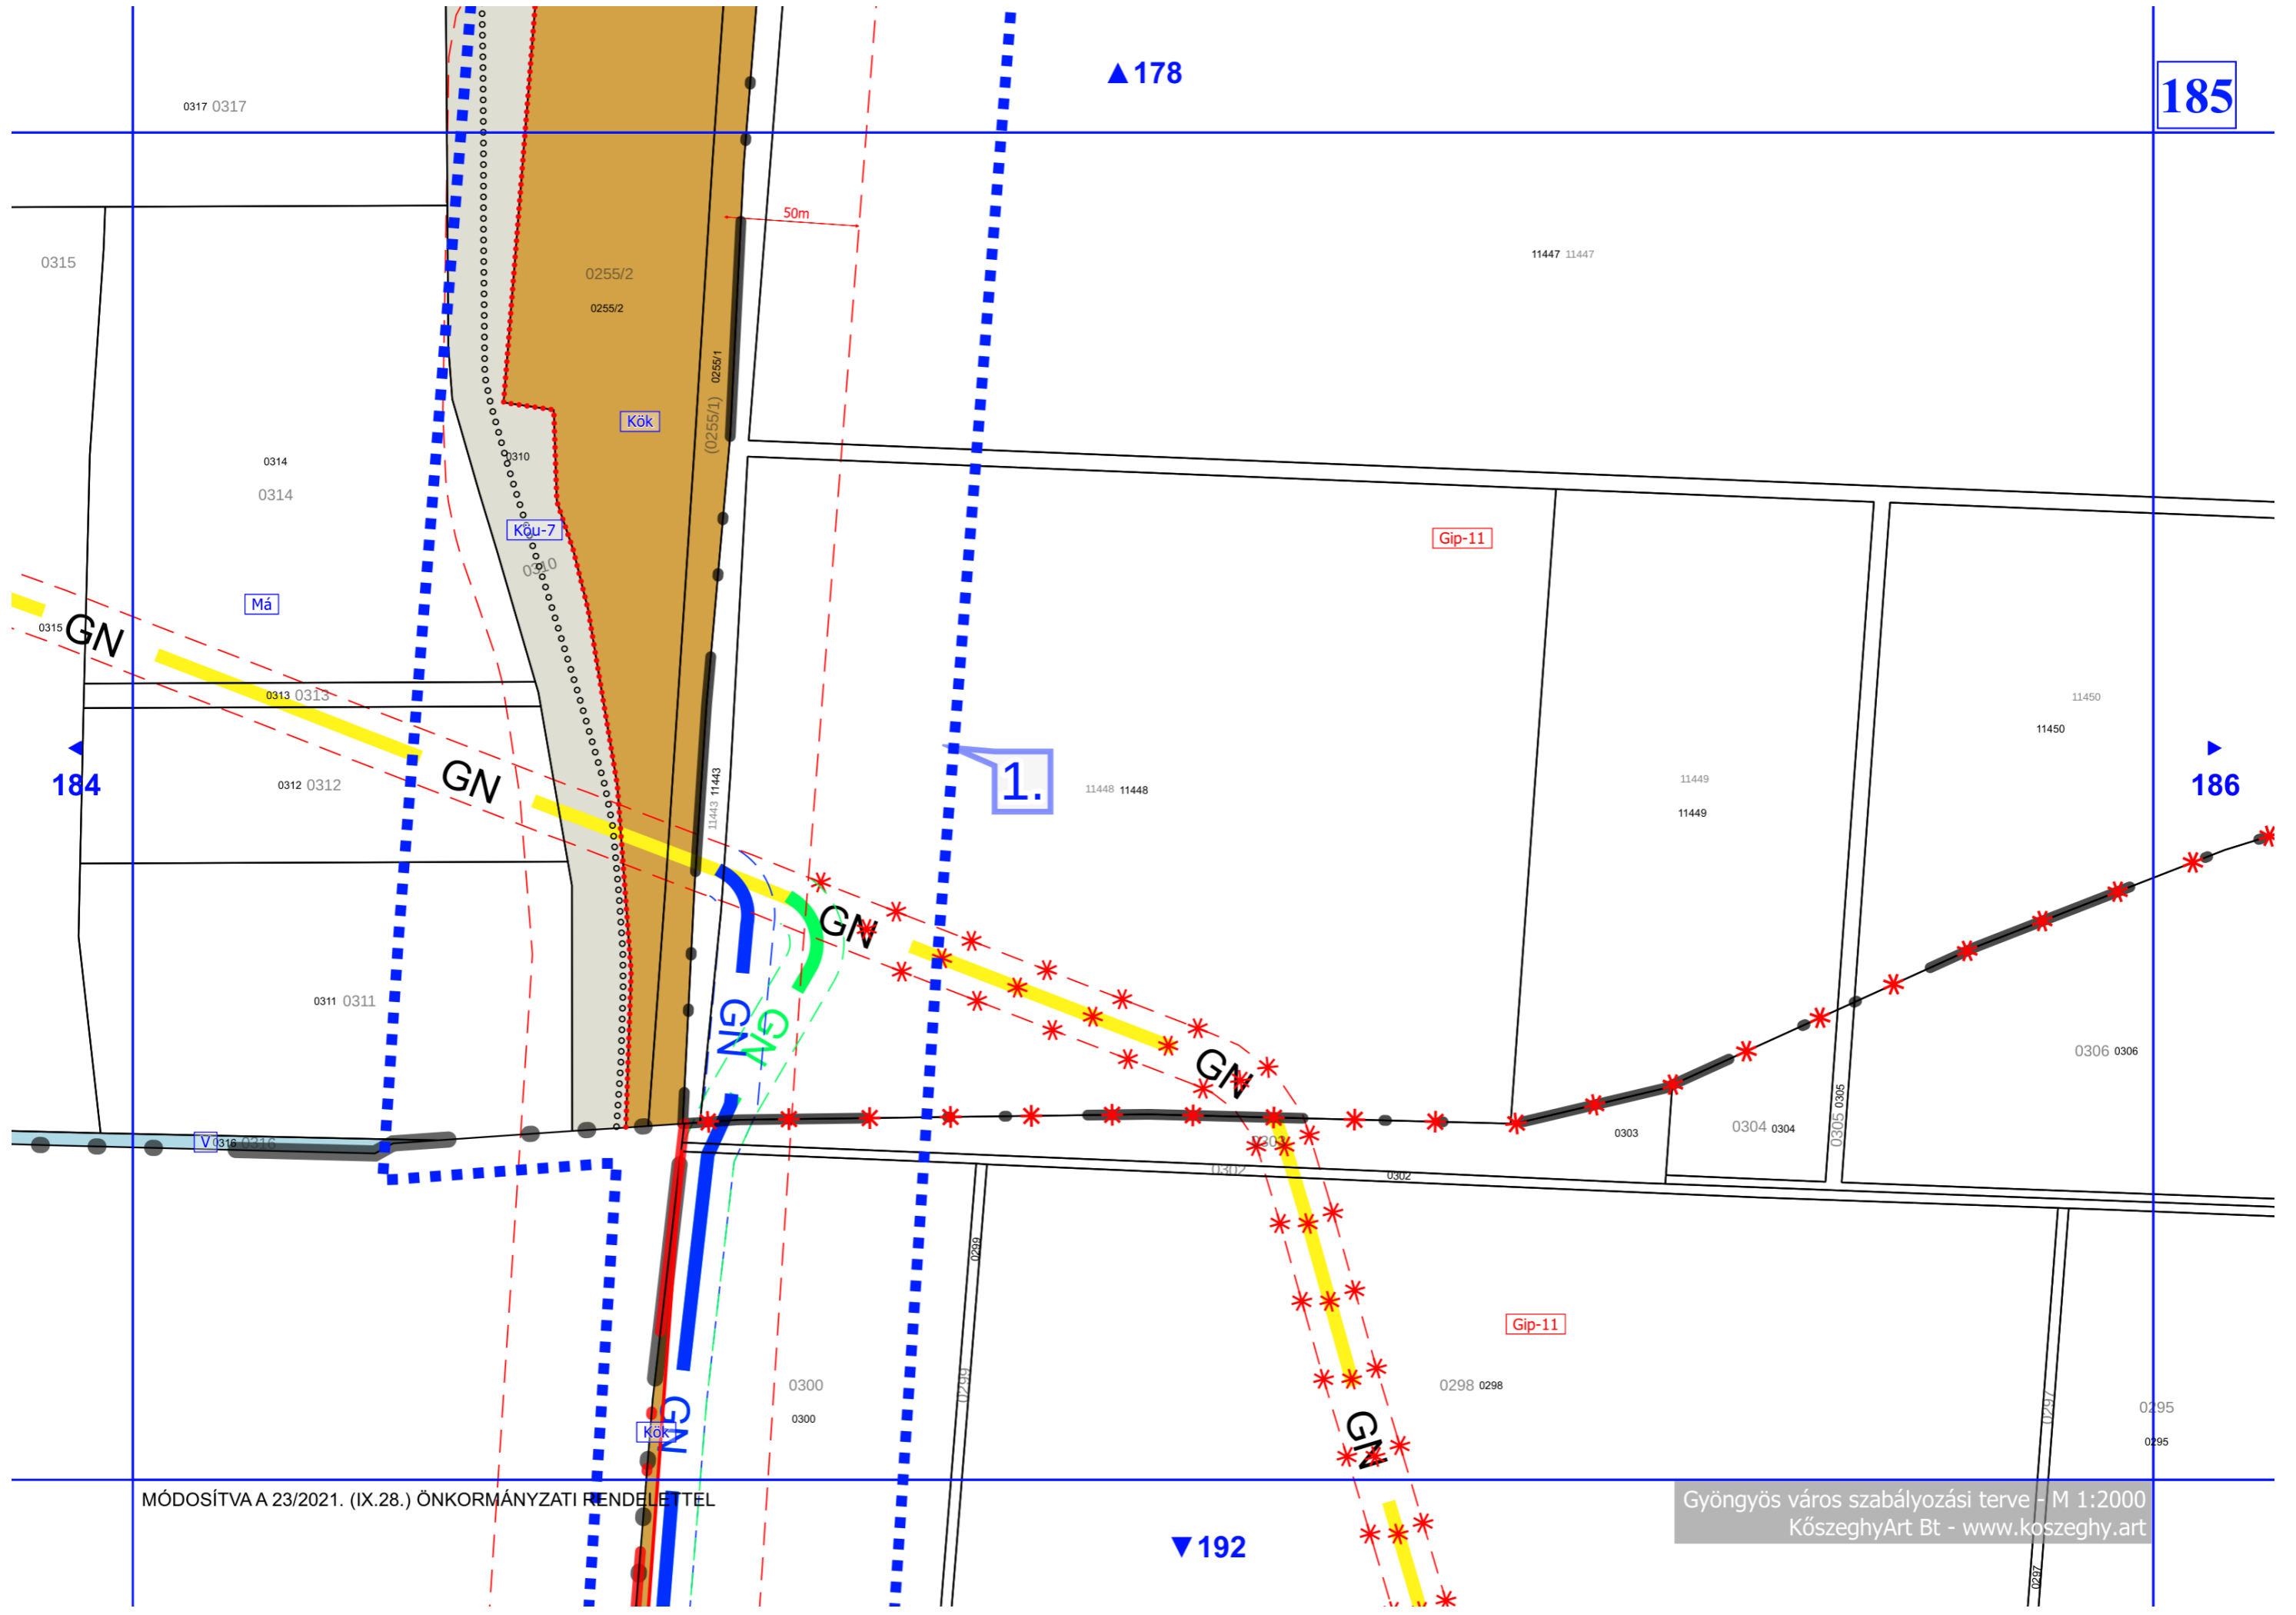 ▲178
185
0317 0317
50m
11447 11447
0315
0255/2
0255/2
0255/1
(0255/1)
Kök
0310
0314
0314
Köu-7
Gip-11
0310
Má
0315
GN
0313 0313
11450
11450
184
GN
0312 0312
11443 11443
1.
11448 11448
11449
11449
186
GN
0311 0311
GN
GN
GN
0306 0306
0305 0305
V
0316 0316
0303
0304 0304
0302
0302
0299
0299
Gip-11
0300
0300
0298 0298
0297
0295
0295
GN
Kök
GN
MÓDOSÍTVA A 23/2021. (IX.28.) ÖNKORMÁNYZATI RENDELETTEL
Gyöngyös város szabályozási terve - M 1:2000
KőszeghyArt Bt - www.koszeghy.art
▼192
0297